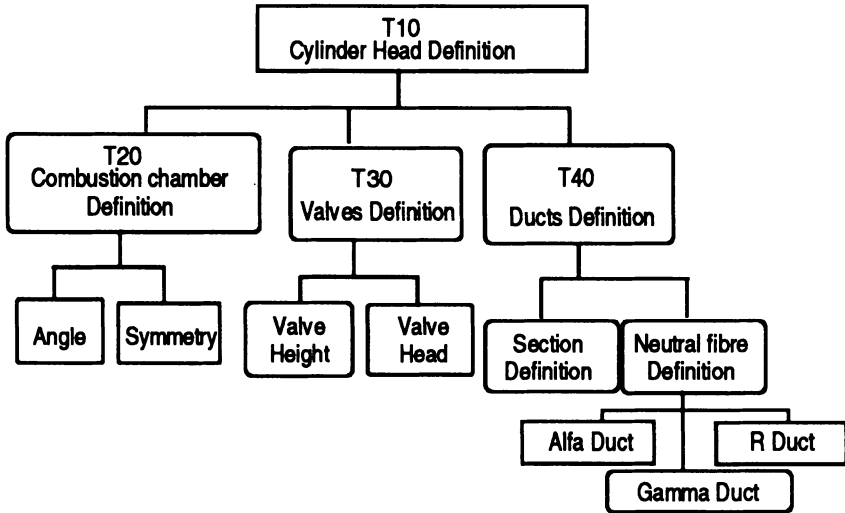 T10
Cylinder Head Definition
T20
Combustion chamber
Definition
T30
Valves Definition
T40
Ducts Definition
Angle
Symmetry
Valve
Height
Valve
Head
Section
Definition
Neutral fibre
Definition
Alfa Duct
R Duct
Gamma Duct